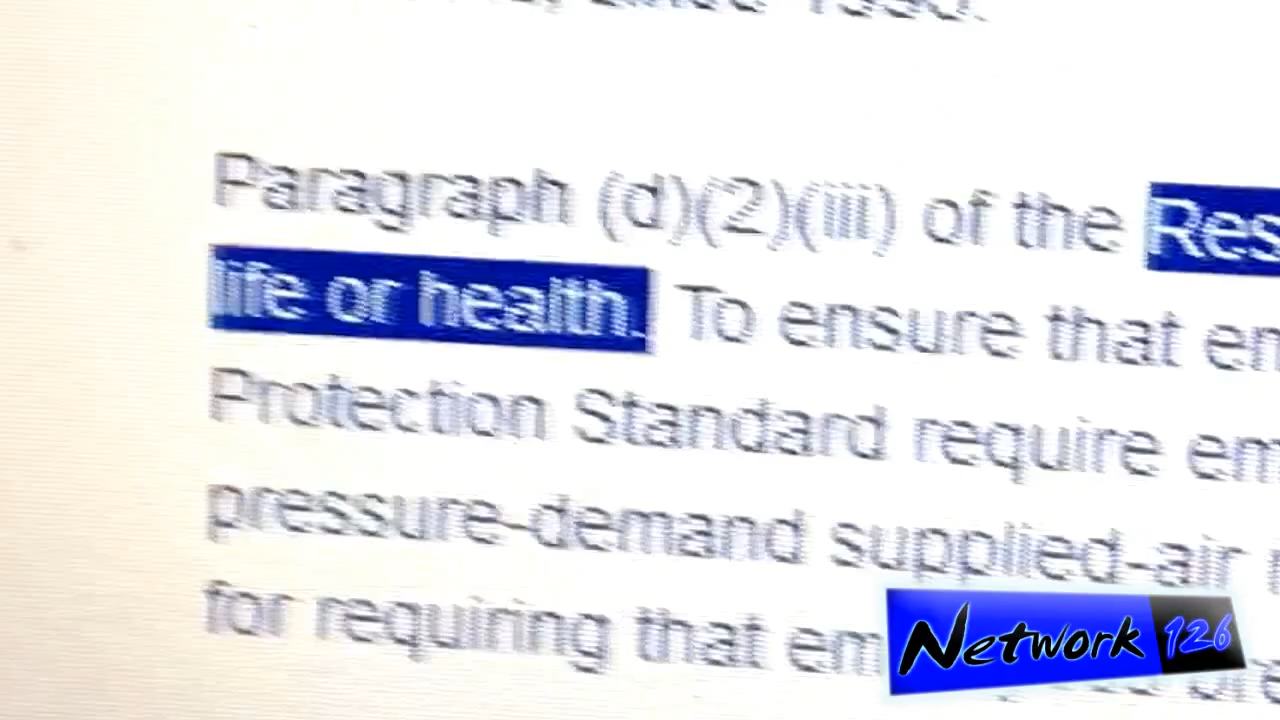 Paragraph (d)(2)(iii) of the Res
life or health. To ensure that en
Protection Standard require em
pressure-demand supplied-air
for requiring that em
Network 126